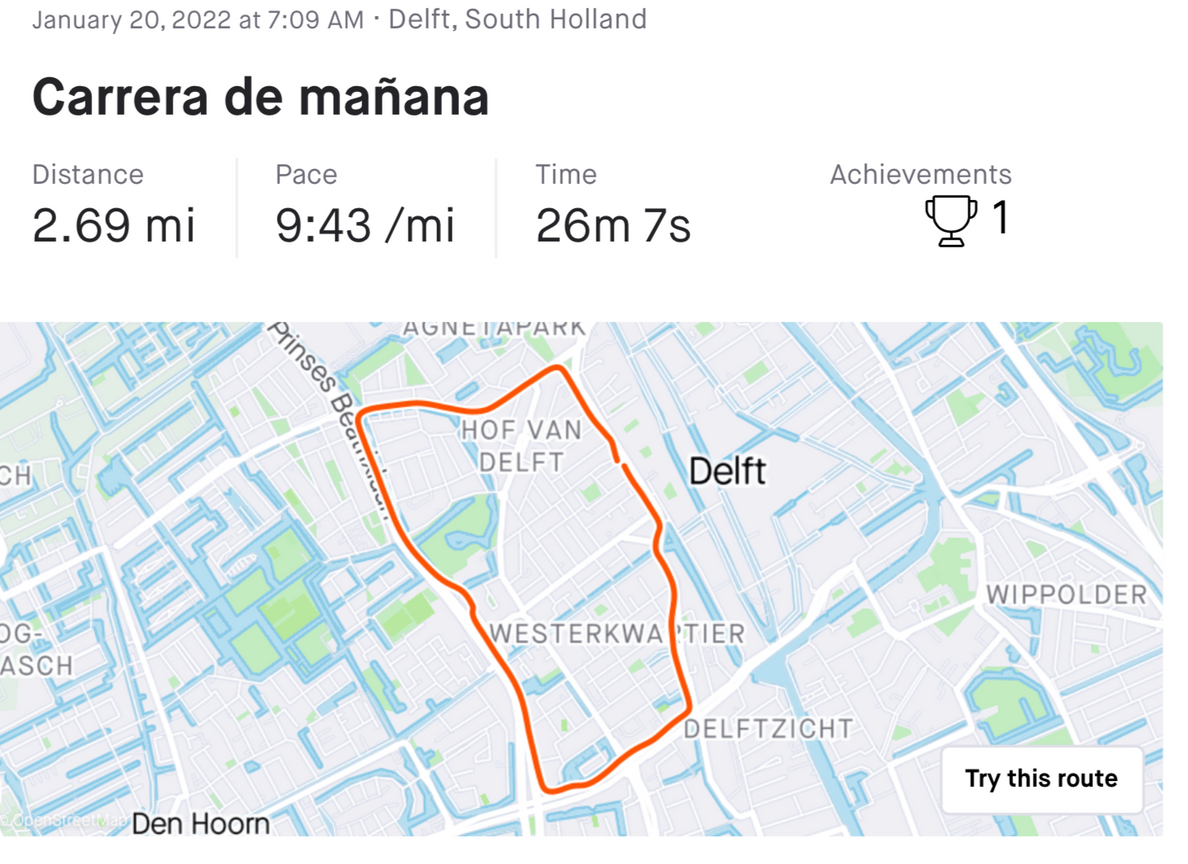 January 20, 2022 at 7:09 AM · Delft, South Holland
Carrera de mañana
Distance
Pace
Time
Achievements
2.69 mi
9:43 /mi
26m 7s
1
AGNETAPARK
Prinses
HOF VAN
DELFT
Delft
CH
WIPPOLDER
OG-
ASCH
WESTERKWA TIER
DELFTZICHT
Try this route
© OpenStreetMap
Den Hoorn